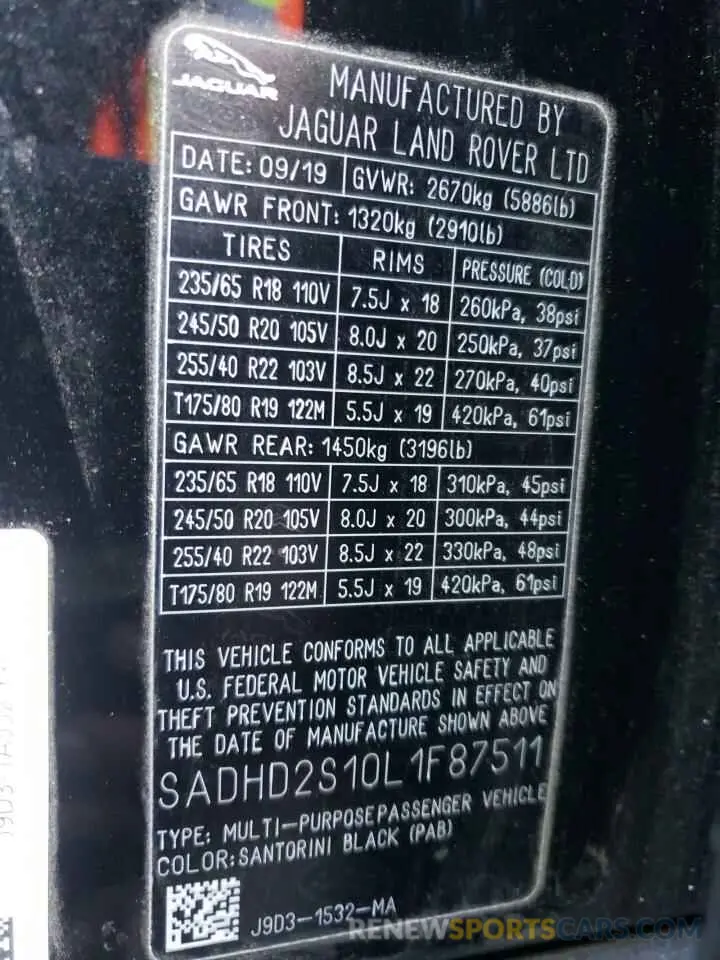 JAGUAR
MANUFACTURED BY
JAGUAR LAND ROVER LTD
DATE: 09/19 GVWR: 2670kg (5886lb)
GAWR FRONT: 1320kg (2910lb)
TIRES RIMS PRESSURE (COLD)
235/65 R18 110V 7.5J x 18 260kPa, 38psi
245/50 R20 105V 8.0J x 20 250kPa, 37psi
255/40 R22 103V 8.5J x 22 270kPa, 40psi
T175/80 R19 122M 5.5J x 19 420kPa, 61psi
GAWR REAR: 1450kg (3196lb)
235/65 R18 110V 7.5J x 18 310kPa, 45psi
245/50 R20 105V 8.0J x 20 300kPa, 44psi
255/40 R22 103V 8.5J x 22 330kPa, 48psi
T175/80 R19 122M 5.5J x 19 420kPa, 61psi
THIS VEHICLE CONFORMS TO ALL APPLICABLE
U.S. FEDERAL MOTOR VEHICLE SAFETY AND
THEFT PREVENTION STANDARDS IN EFFECT ON
THE DATE OF MANUFACTURE SHOWN ABOVE
SADHD2S10L1F87511
TYPE: MULTI-PURPOSE PASSENGER VEHICLE
COLOR: SANTORINI BLACK (PAB)
J9D3-1532-MA
RENEWSPORTSCARS.COM